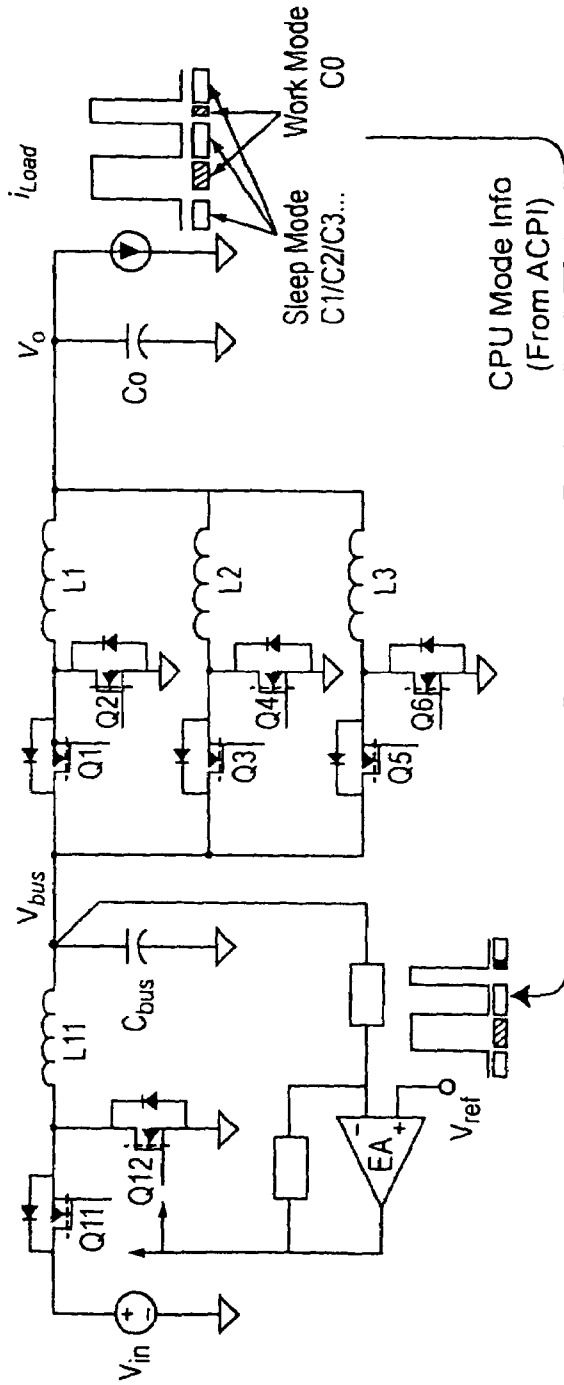 i_Load
V_o
C_o
Sleep Mode
C1/C2/C3...
Work Mode
C0
CPU Mode Info
(From ACPI)
L1
L2
L3
Q1
Q2
Q3
Q4
Q5
Q6
V_bus
C_bus
L11
Q11
Q12
V_in
+
−
EA
−
+
V_ref